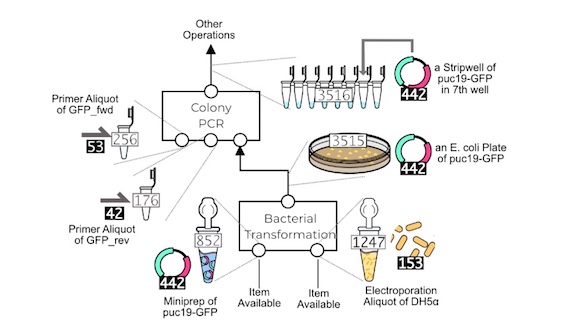 Other
Operations
a Stripwell of
puc19-GFP
in 7th well
442
3516
Primer Aliquot
of GFP_fwd
53
256
Colony
PCR
3515
442
an E. coli Plate
of puc19-GFP
42
176
Primer Aliquot
of GFP_rev
Bacterial
Transformation
852
1247
153
442
Miniprep of
puc19-GFP
Item
Available
Item
Available
Electroporation
Aliquot of DH5α